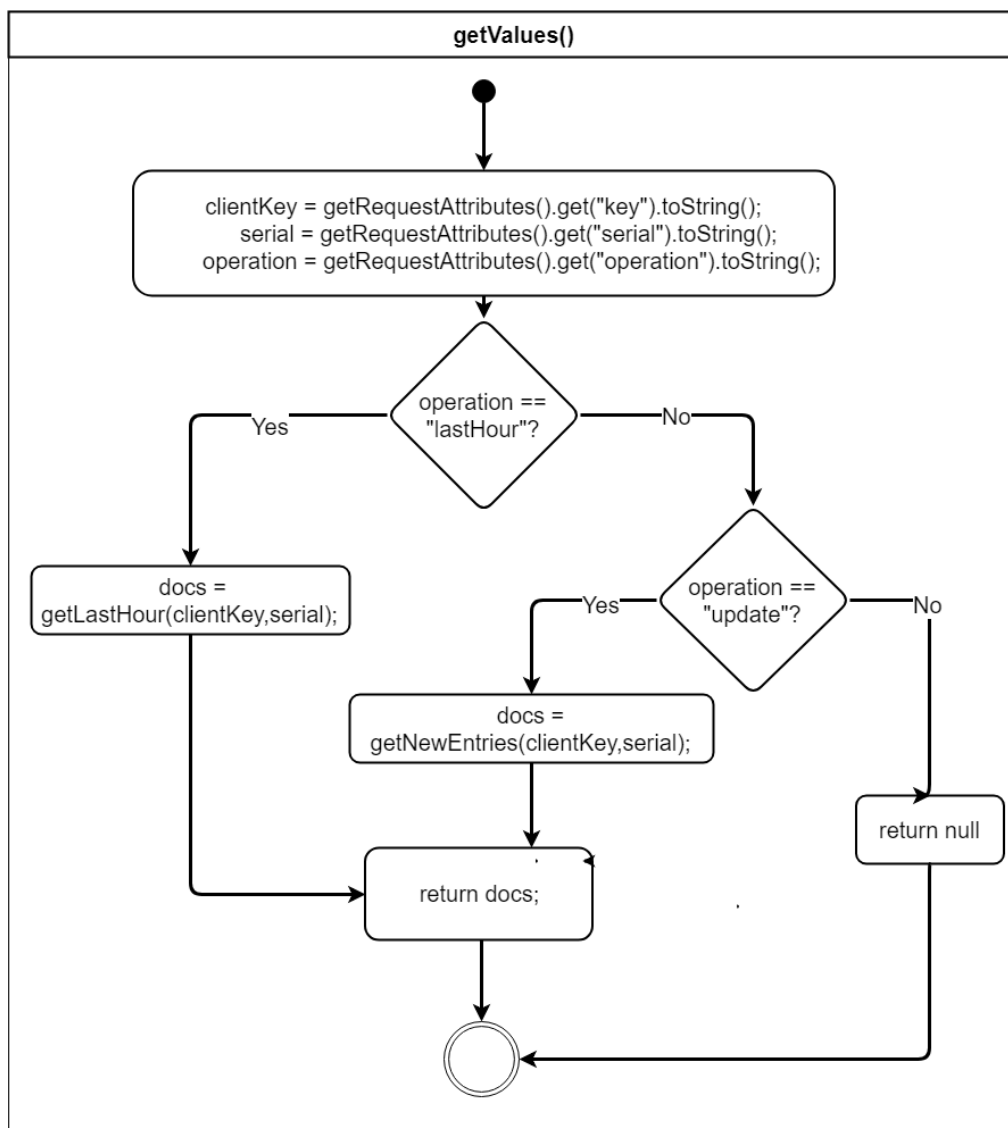 getValues()
clientKey = getRequestAttributes().get("key").toString();
serial = getRequestAttributes().get("serial").toString();
operation = getRequestAttributes().get("operation").toString();
operation ==
"lastHour"?
Yes
No
docs =
getLastHour(clientKey,serial);
operation ==
"update"?
Yes
No
docs =
getNewEntries(clientKey,serial);
return null
return docs;